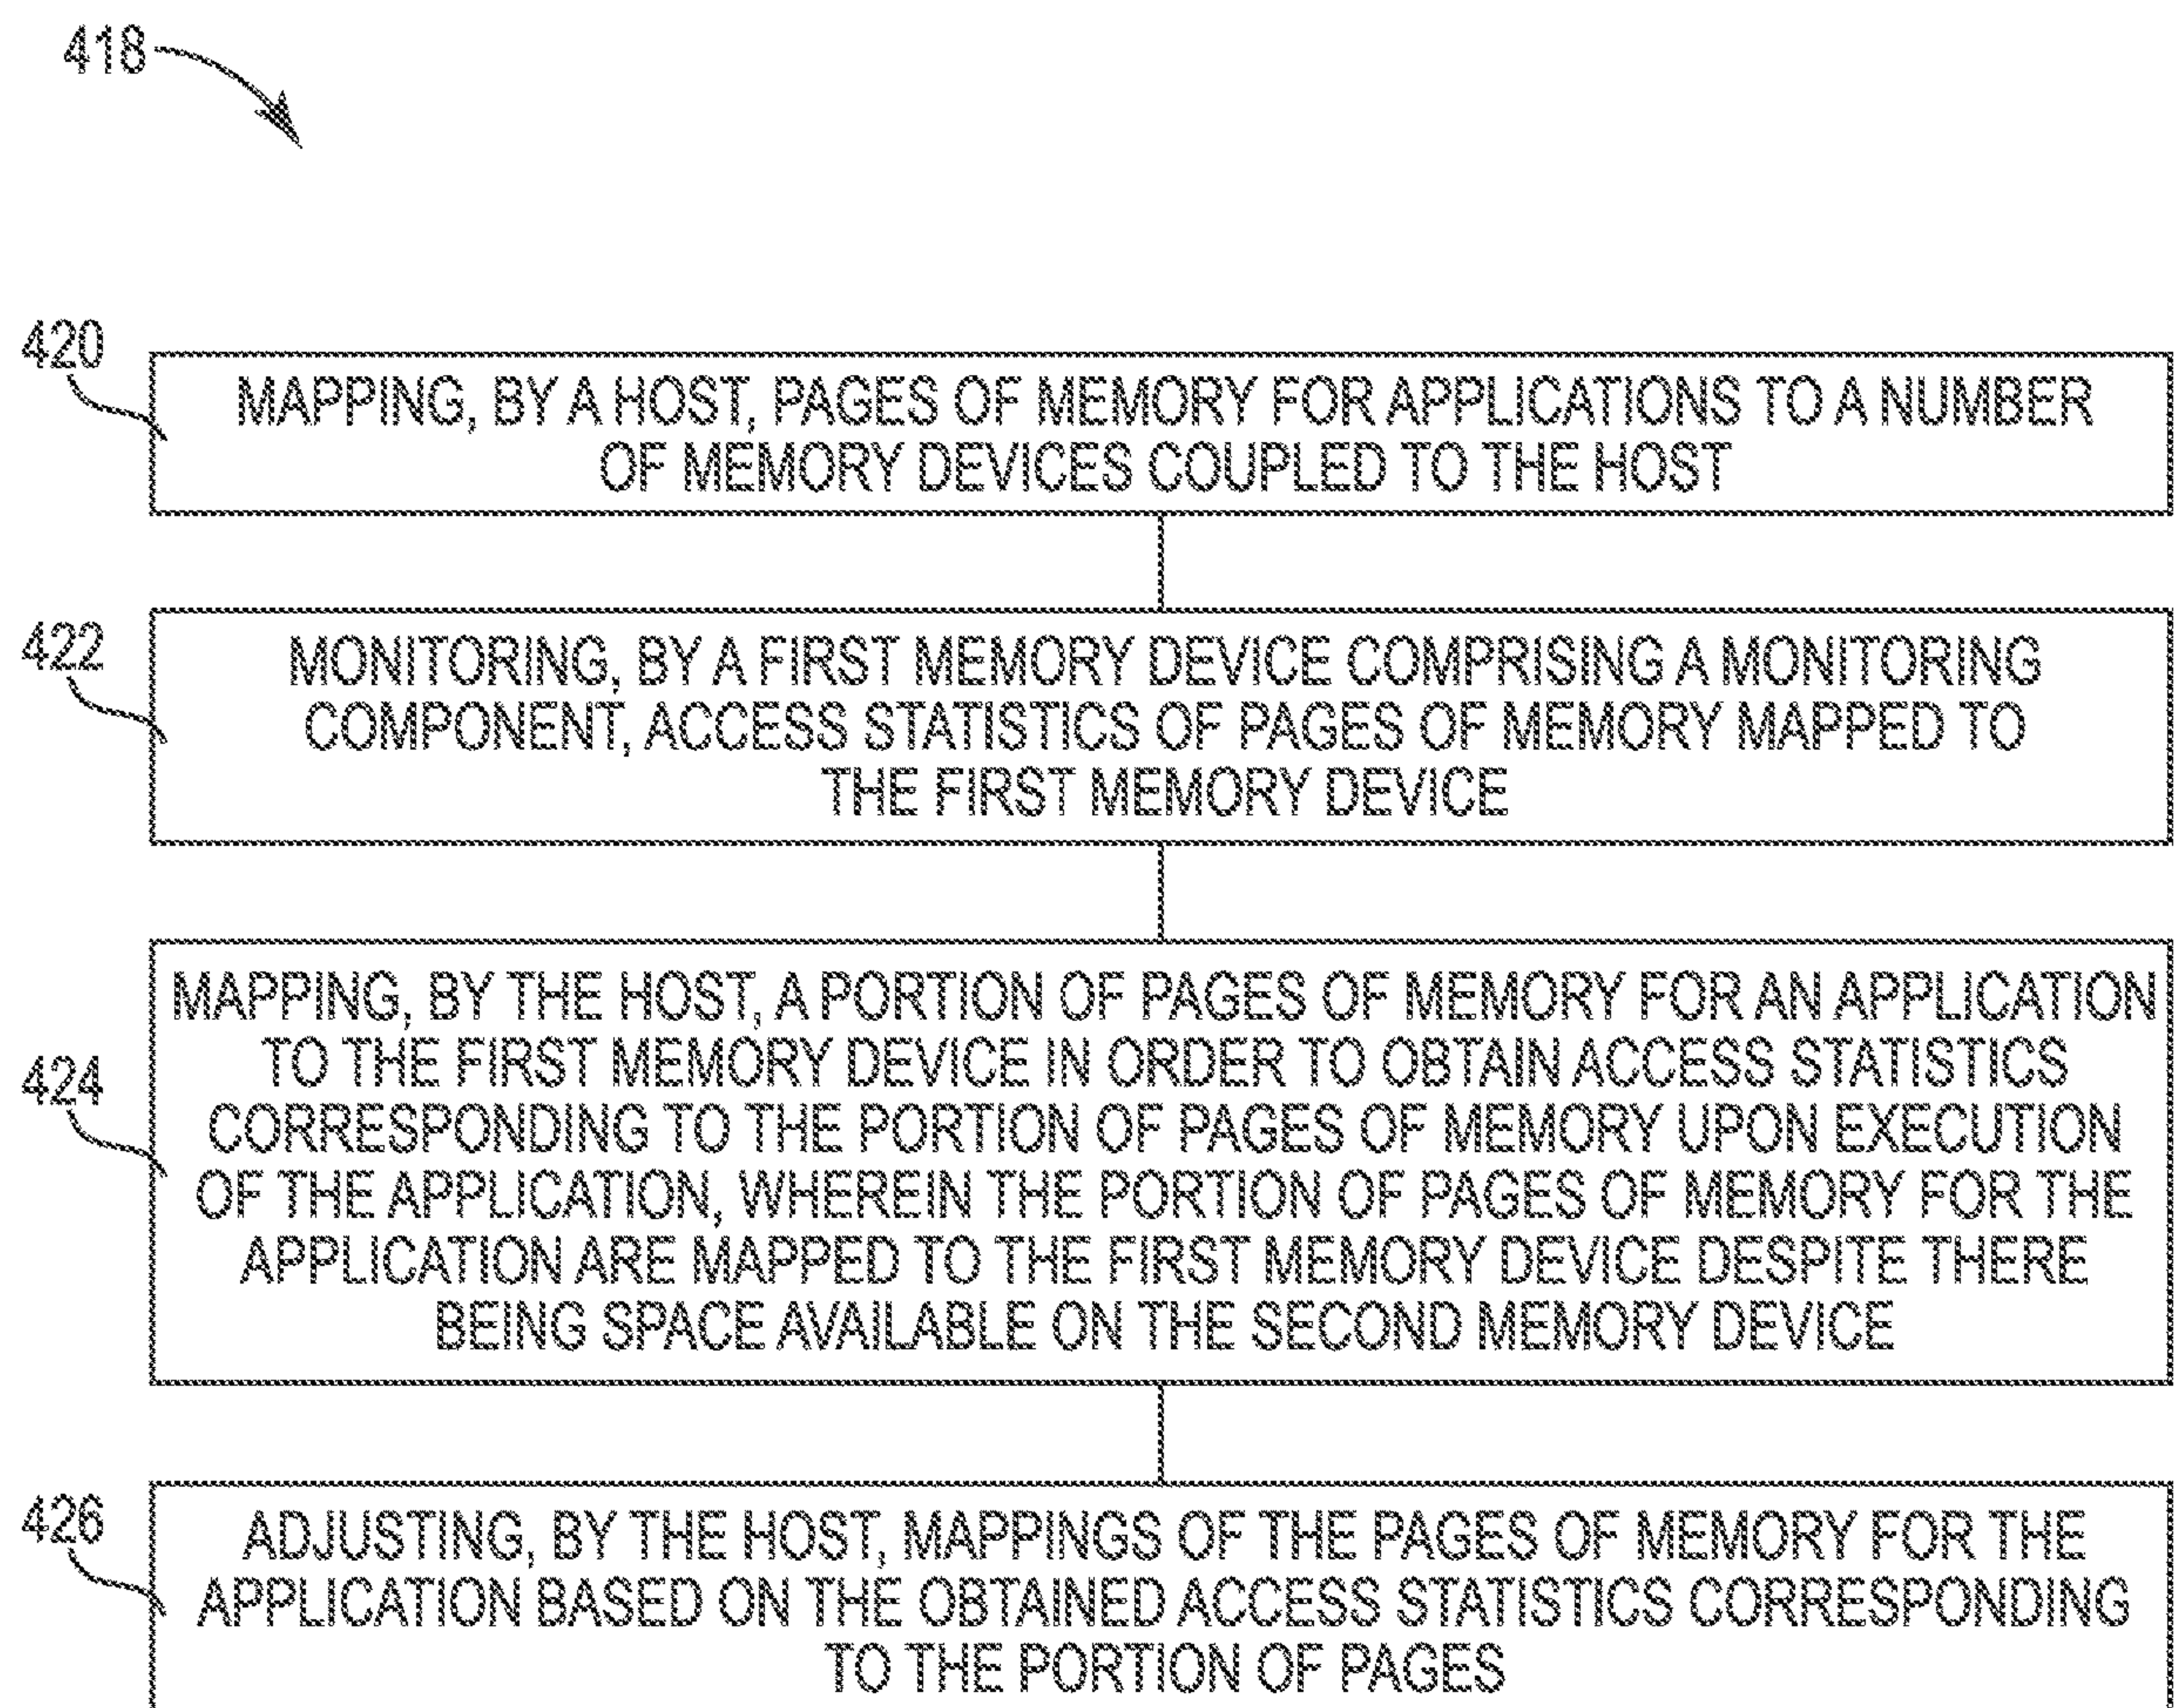 418
420
MAPPING, BY A HOST, PAGES OF MEMORY FOR APPLICATIONS TO A NUMBER
OF MEMORY DEVICES COUPLED TO THE HOST
422
MONITORING, BY A FIRST MEMORY DEVICE COMPRISING A MONITORING
COMPONENT, ACCESS STATISTICS OF PAGES OF MEMORY MAPPED TO
THE FIRST MEMORY DEVICE
424
MAPPING, BY THE HOST, A PORTION OF PAGES OF MEMORY FOR AN APPLICATION
TO THE FIRST MEMORY DEVICE IN ORDER TO OBTAIN ACCESS STATISTICS
CORRESPONDING TO THE PORTION OF PAGES OF MEMORY UPON EXECUTION
OF THE APPLICATION, WHEREIN THE PORTION OF PAGES OF MEMORY FOR THE
APPLICATION ARE MAPPED TO THE FIRST MEMORY DEVICE DESPITE THERE
BEING SPACE AVAILABLE ON THE SECOND MEMORY DEVICE
426
ADJUSTING, BY THE HOST, MAPPINGS OF THE PAGES OF MEMORY FOR THE
APPLICATION BASED ON THE OBTAINED ACCESS STATISTICS CORRESPONDING
TO THE PORTION OF PAGES